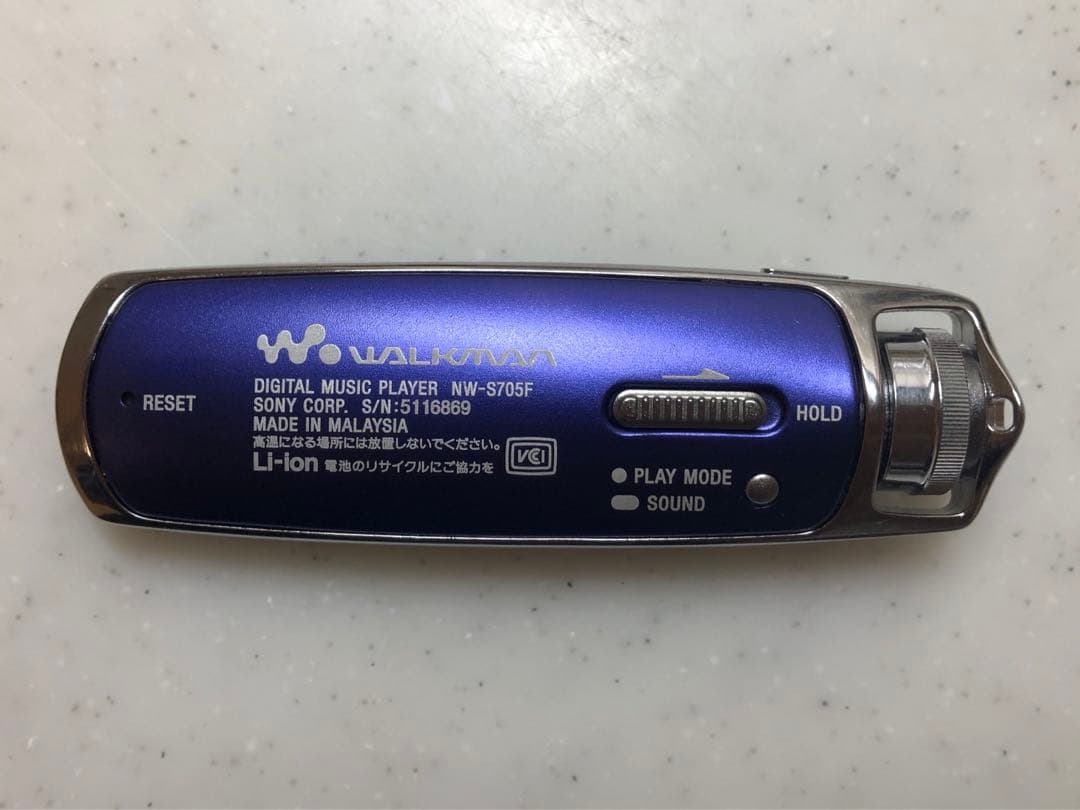 WALKMAN
DIGITAL MUSIC PLAYER NW-S705F
SONY CORP. S/N:5116869
MADE IN MALAYSIA
高温になる場所には放置しないでください。
Li-ion 電池のリサイクルにご協力を
VCI
RESET
HOLD
PLAY MODE
SOUND